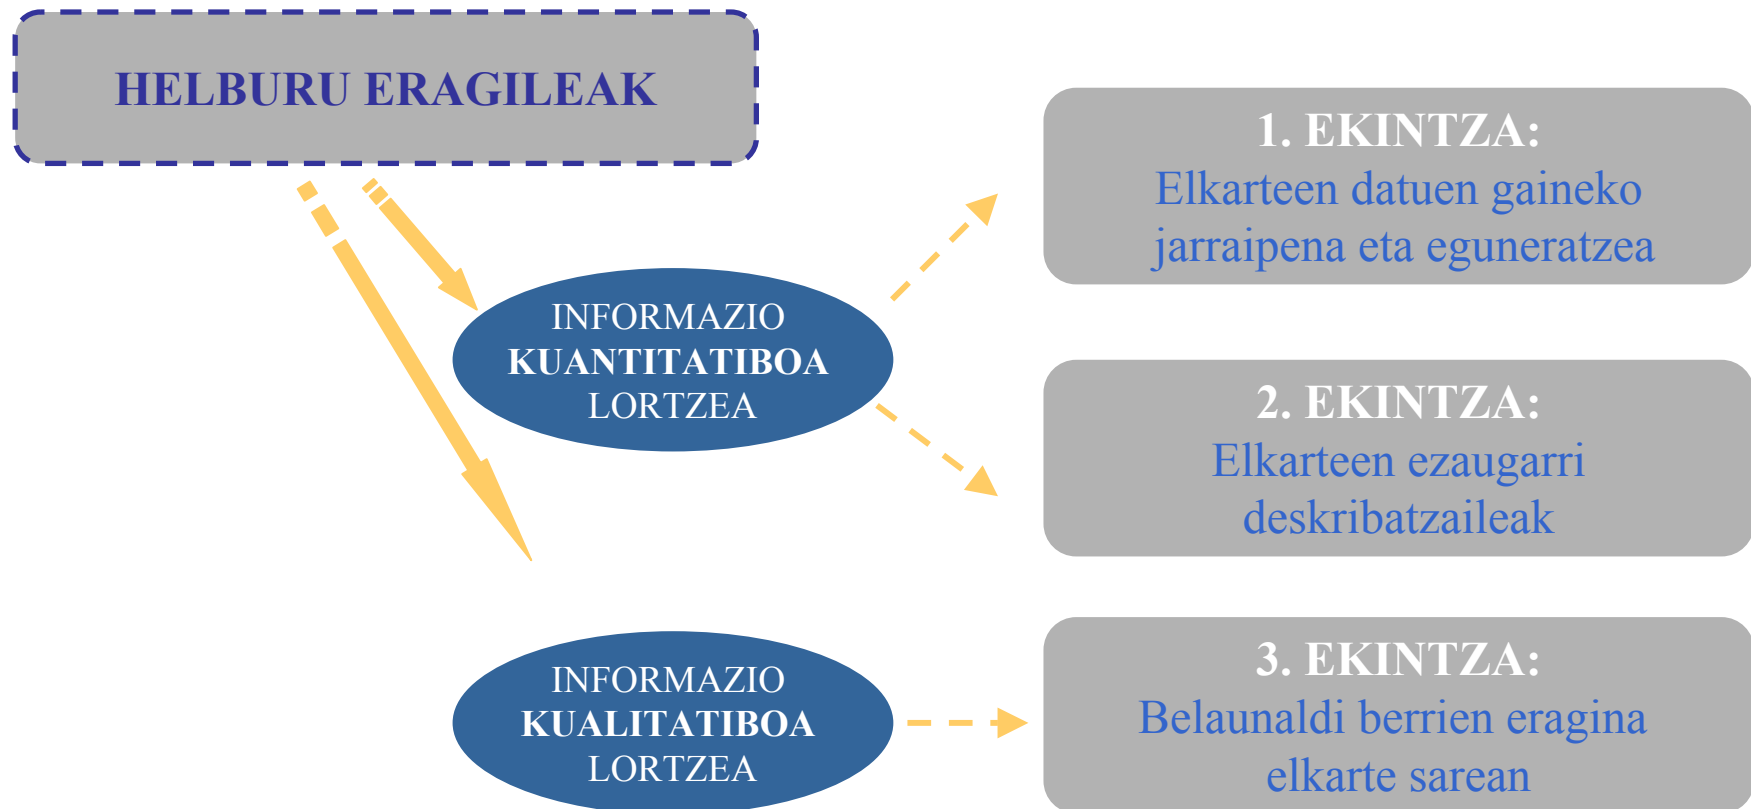 HELBURU ERAGILEAK
1. EKINTZA:
Elkarteen datuen gaineko
jarraipena eta eguneratzea
INFORMAZIO
KUANTITATIBOA
LORTZEA
2. EKINTZA:
Elkarteen ezaugarri
deskribatzaileak
INFORMAZIO
KUALITATIBOA
LORTZEA
3. EKINTZA:
Belaunaldi berrien eragina
elkarte sarean